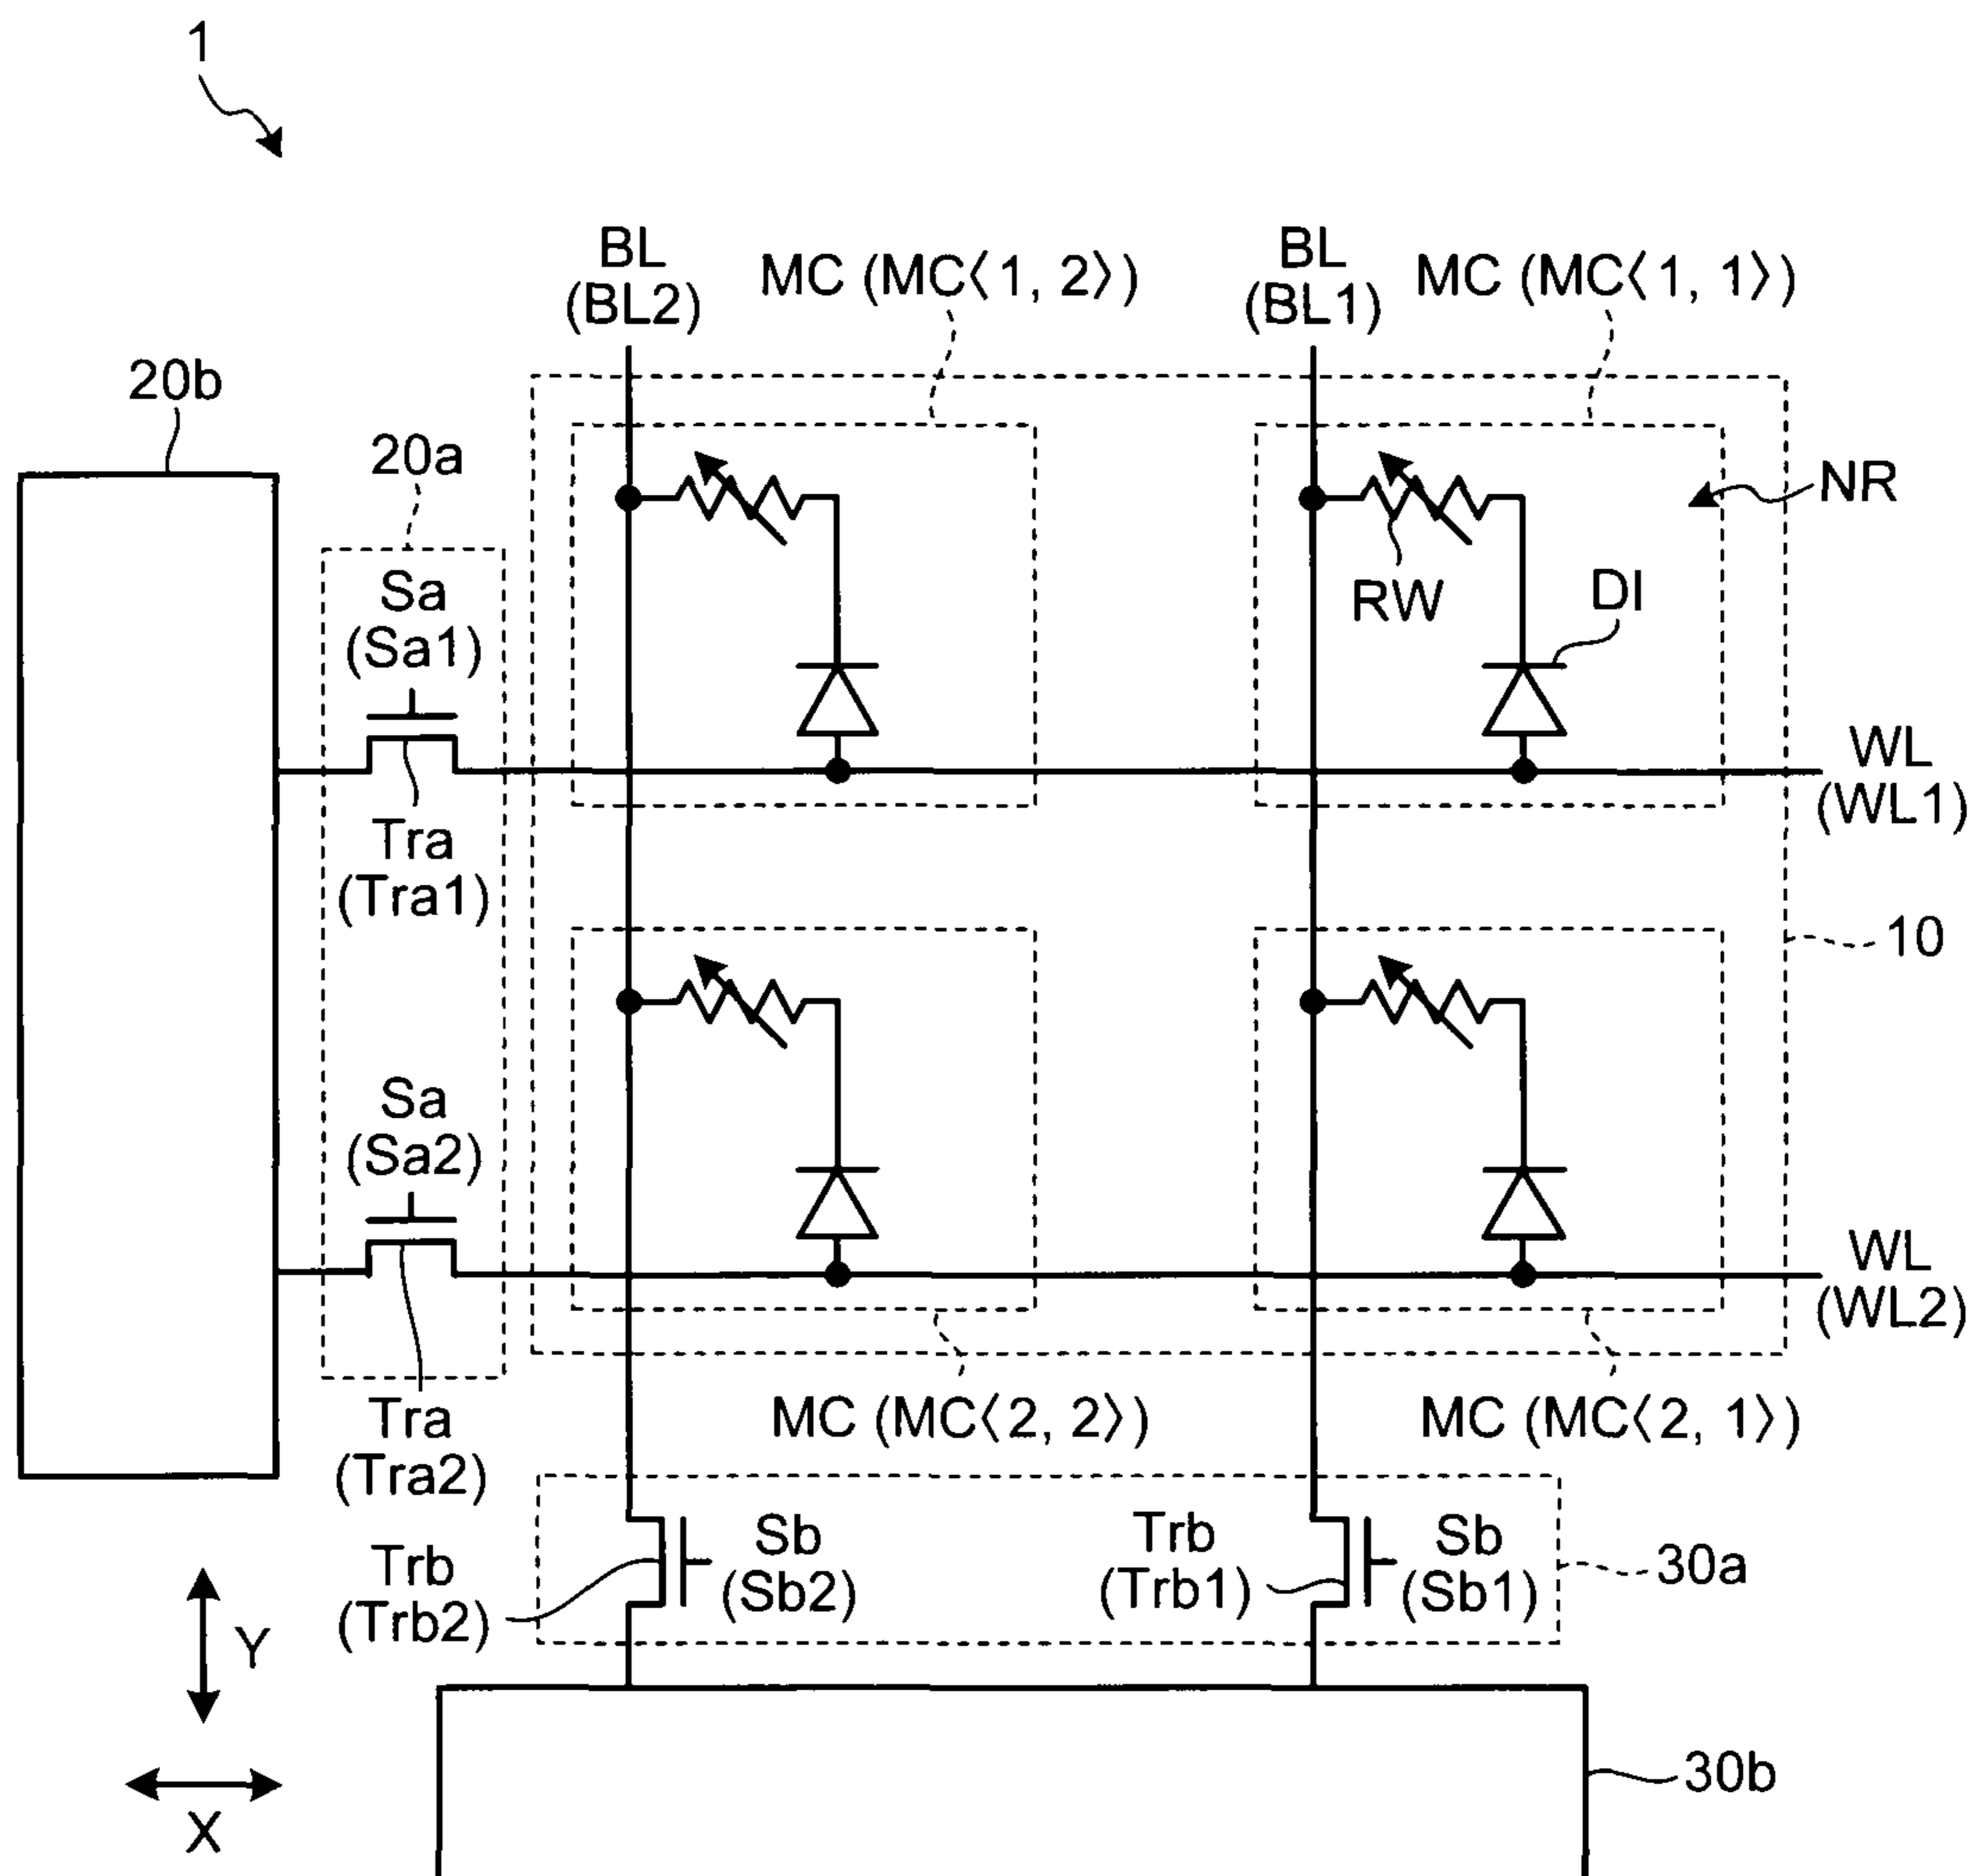 1
BL
(BL2)
MC (MC〈1, 2〉)
BL
(BL1)
MC (MC〈1, 1〉)
20b
20a
NR
Sa
(Sa1)
RW
DI
WL
(WL1)
Tra
(Tra1)
10
Sa
(Sa2)
WL
(WL2)
Tra
(Tra2)
MC (MC〈2, 2〉)
MC (MC〈2, 1〉)
Trb
(Trb2)
Sb
(Sb2)
Trb
(Trb1)
Sb
(Sb1)
30a
Y
X
30b